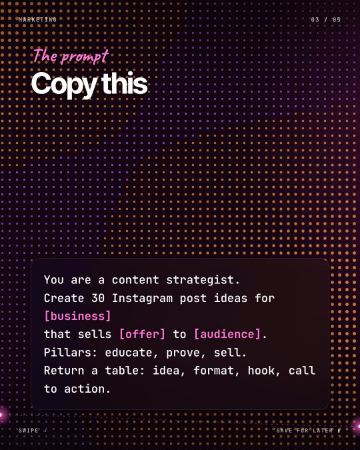 MARKETING
03 / 05
The prompt
Copy this
You are a content strategist.
Create 30 Instagram post ideas for
[business]
that sells [offer] to [audience].
Pillars: educate, prove, sell.
Return a table: idea, format, hook, call
to action.
SWIPE
SAVE FOR LATER